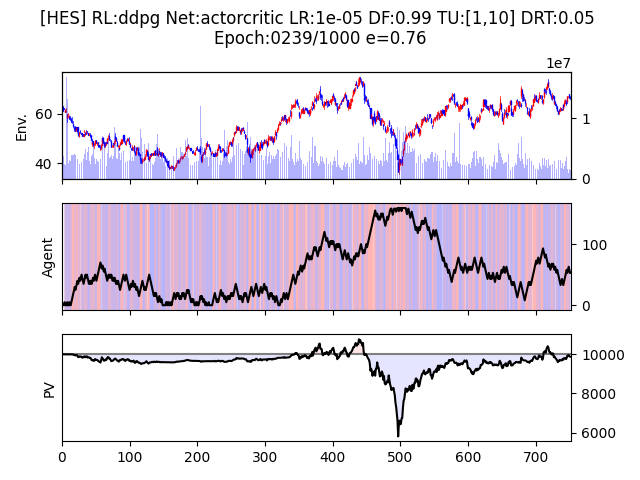 [HES] RL:ddpg Net:actorcritic LR:1e-05 DF:0.99 TU:[1,10] DRT:0.05
Epoch:0239/1000 e=0.76
1e7
Env.
60
40
1
0
Agent
100
0
PV
10000
8000
6000
0 100 200 300 400 500 600 700